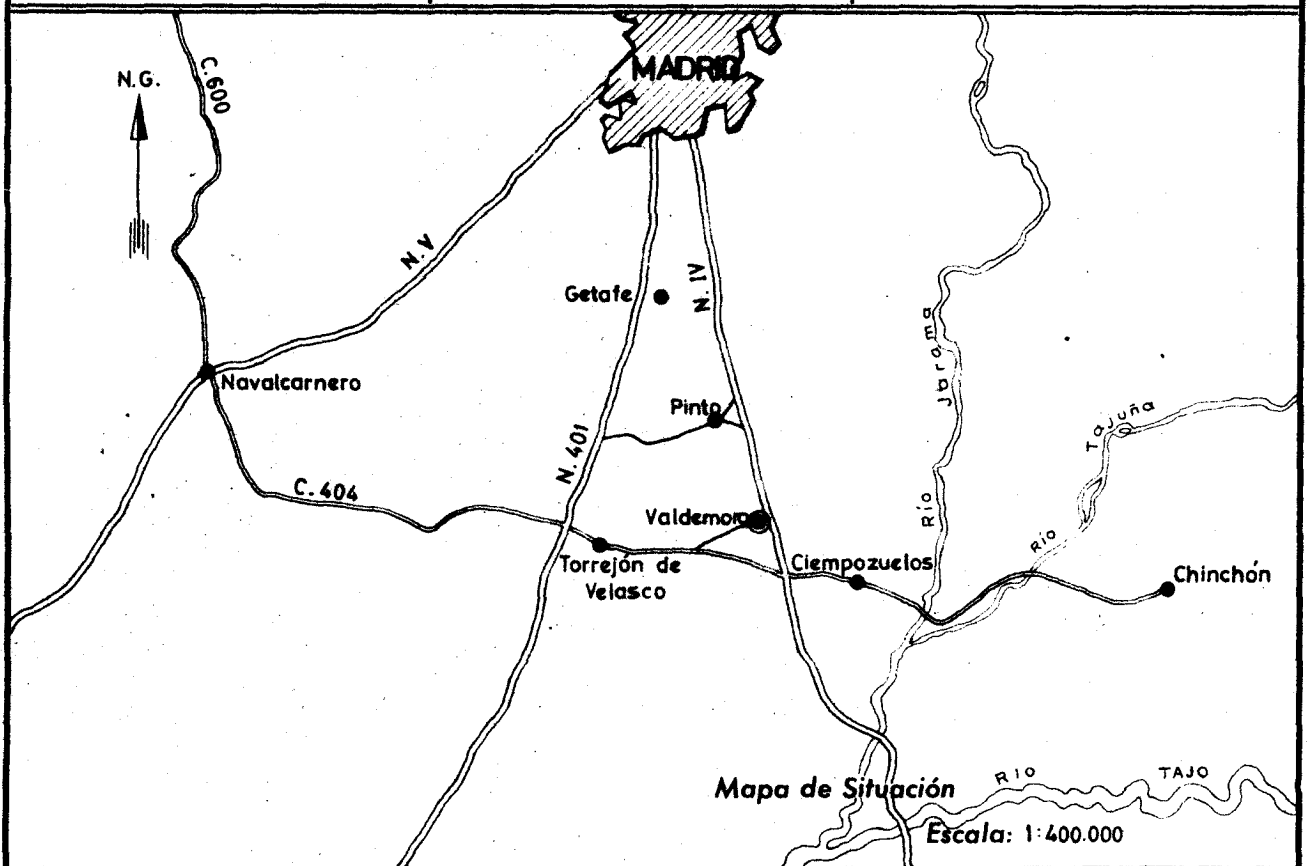 MADRID
N.G.
C.600
N.V
Getafe
N.IV
Navalcarnero
Jarama
Pinto
Tajuña
N.401
C.404
Valdemoro
Río
Río
Torrejón de
Velasco
Ciempozuelos
Chinchón
Mapa de Situación
RIO TAJO
Escala: 1:400.000